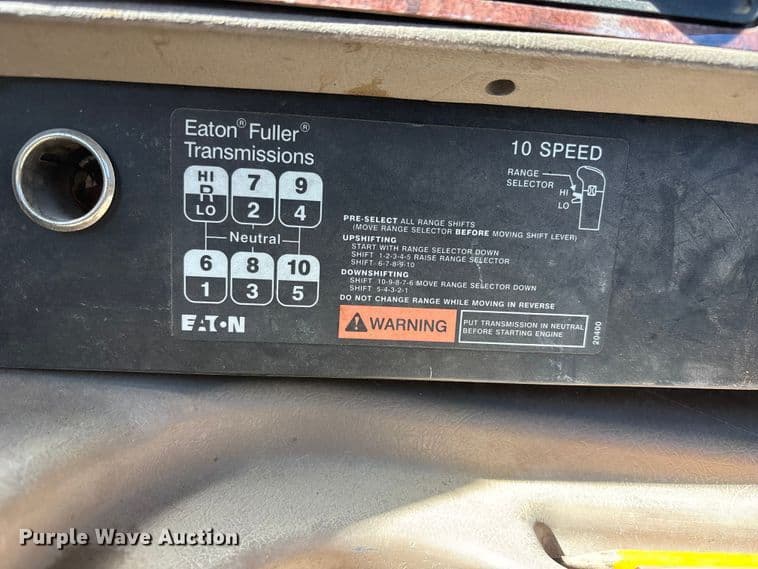 Eaton® Fuller®
Transmissions
10 SPEED
RANGE
SELECTOR
HI
LO
HI 7 9
R
LO 2 4
Neutral
6 8 10
1 3 5
PRE-SELECT ALL RANGE SHIFTS
(MOVE RANGE SELECTOR BEFORE MOVING SHIFT LEVER)
UPSHIFTING
START WITH RANGE SELECTOR DOWN
SHIFT 1-2-3-4-5 RAISE RANGE SELECTOR
SHIFT- 6-7-8-9-10
DOWNSHIFTING
SHIFT 10-9-8-7-6 MOVE RANGE SELECTOR DOWN
SHIFT 5-4-3-2-1
DO NOT CHANGE RANGE WHILE MOVING IN REVERSE
EATON
WARNING
PUT TRANSMISSION IN NEUTRAL
BEFORE STARTING ENGINE
20400
Purple Wave Auction